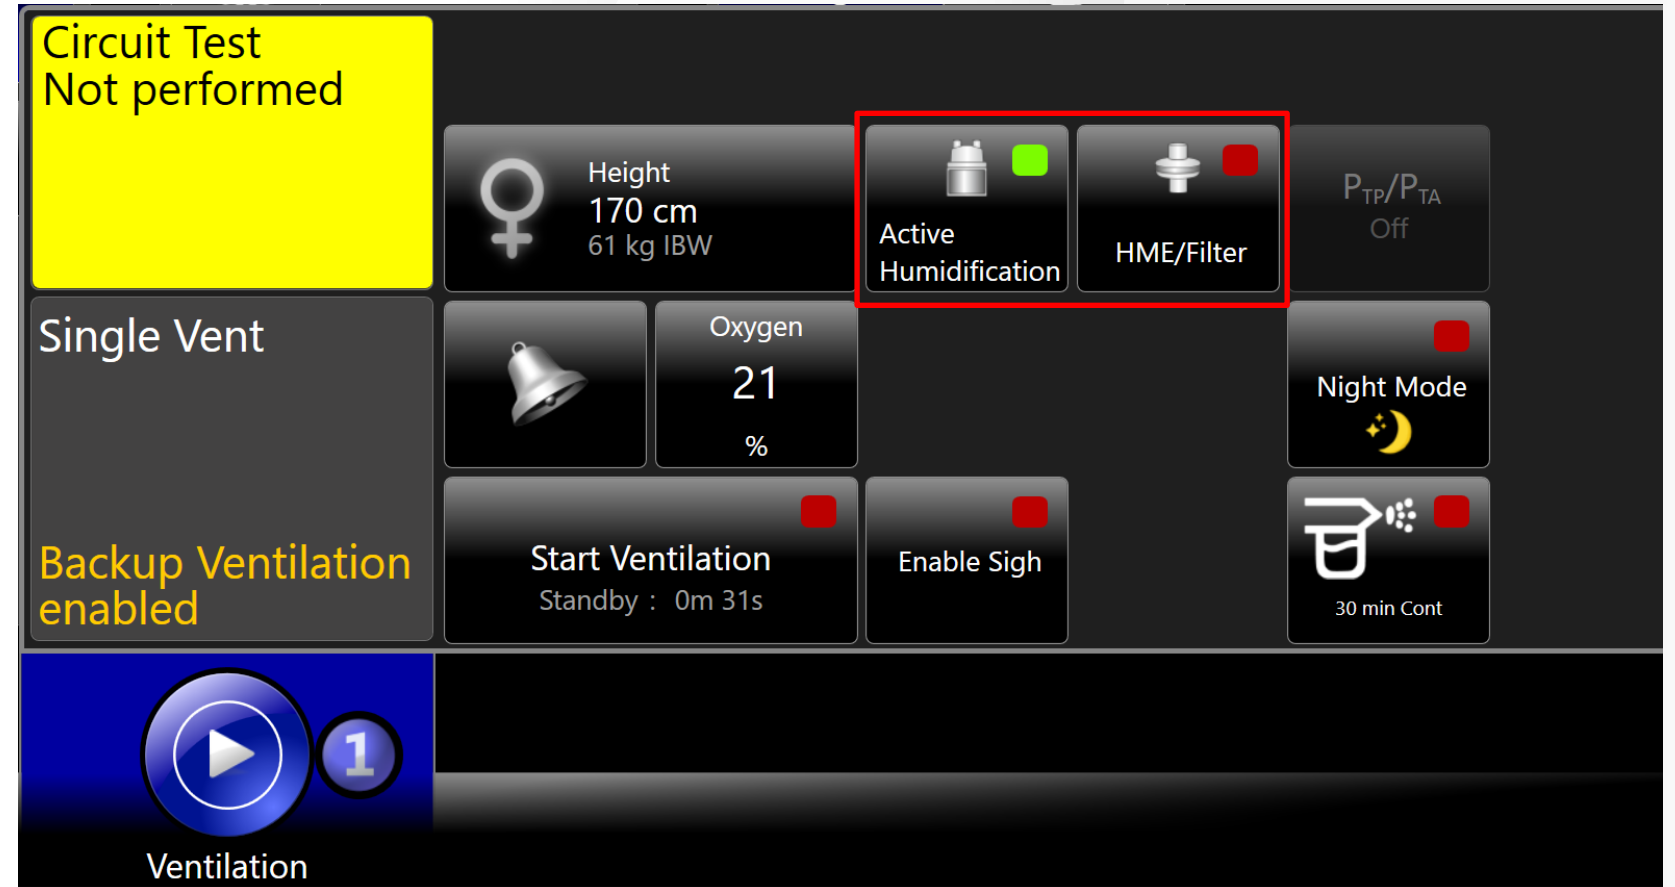 Circuit Test
Not performed
Height
170 cm
61 kg IBW
Active
Humidification
HME/Filter
PTP/PTA
Off
Single Vent
Oxygen
21
%
Night Mode
Backup Ventilation
enabled
Start Ventilation
Standby : 0m 31s
Enable Sigh
30 min Cont
1
Ventilation